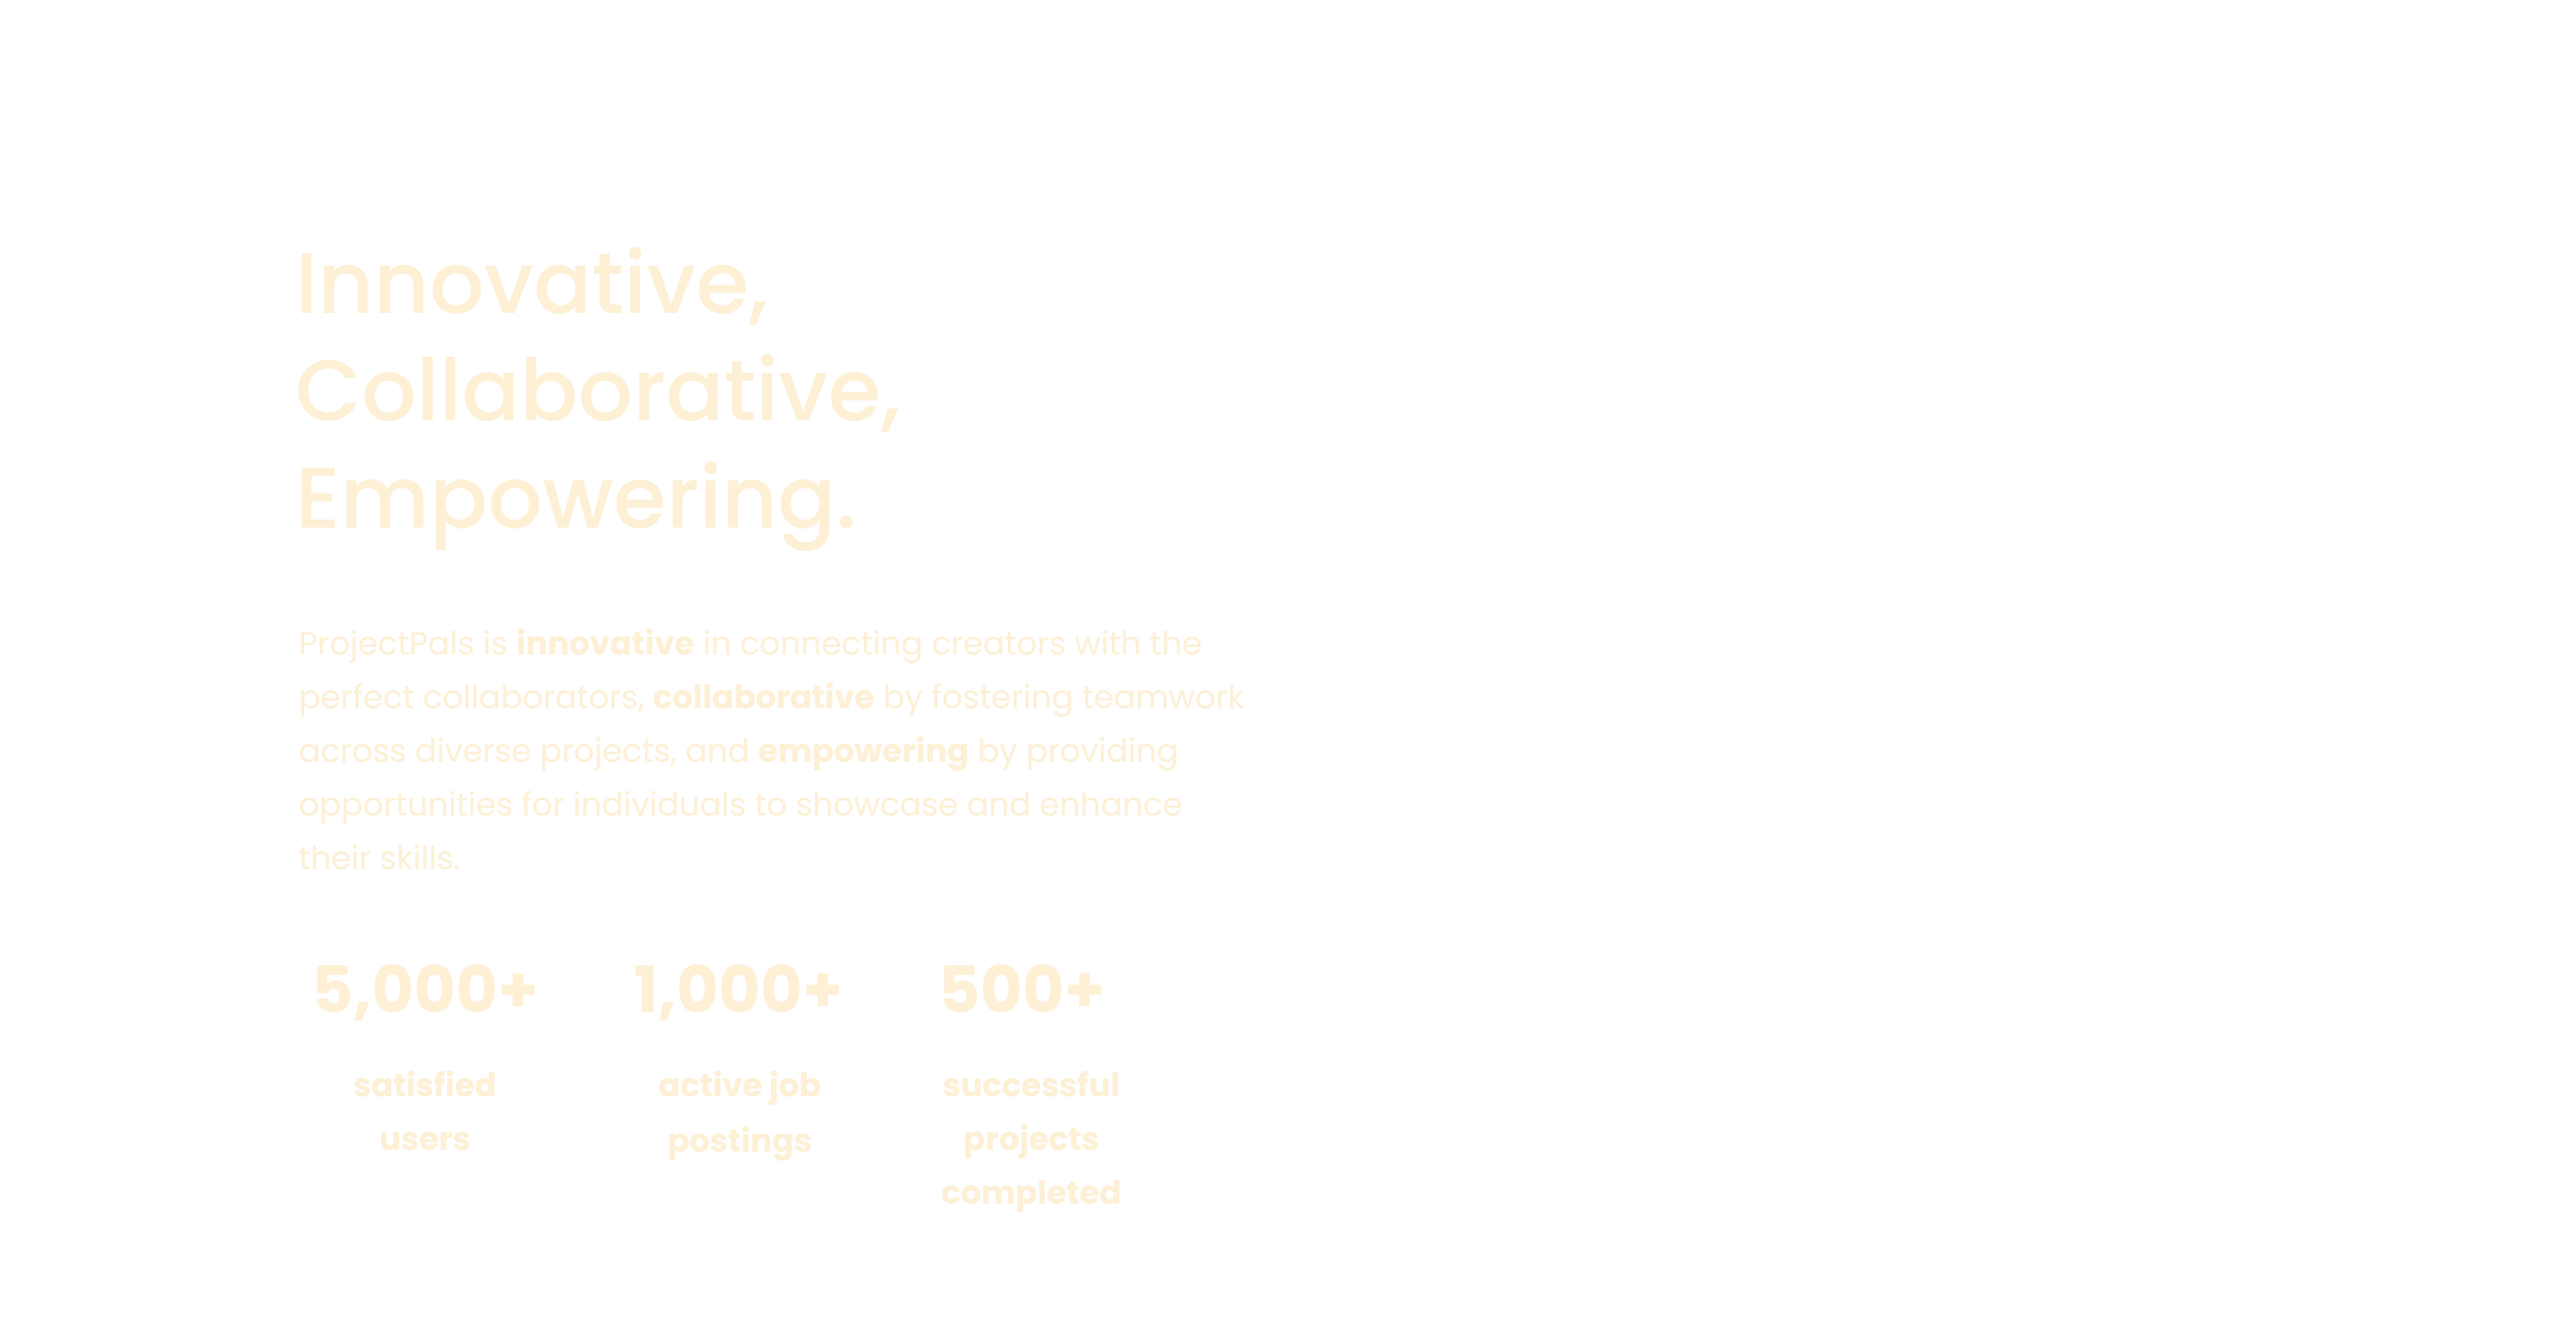 Innovative,
Collaborative,
Empowering.
ProjectPals is innovative in connecting creators with the
perfect collaborators, collaborative by fostering teamwork
across diverse projects, and empowering by providing
opportunities for individuals to showcase and enhance
their skills.
5,000+
satisfied
users
1,000+
active job
postings
500+
successful
projects
completed